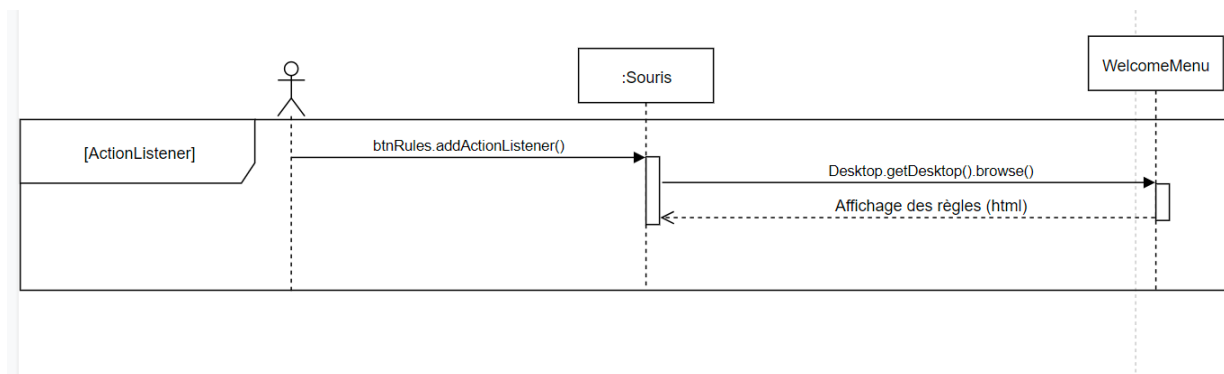 :Souris
WelcomeMenu
[ActionListener]
btnRules.addActionListener()
Desktop.getDesktop().browse()
Affichage des règles (html)